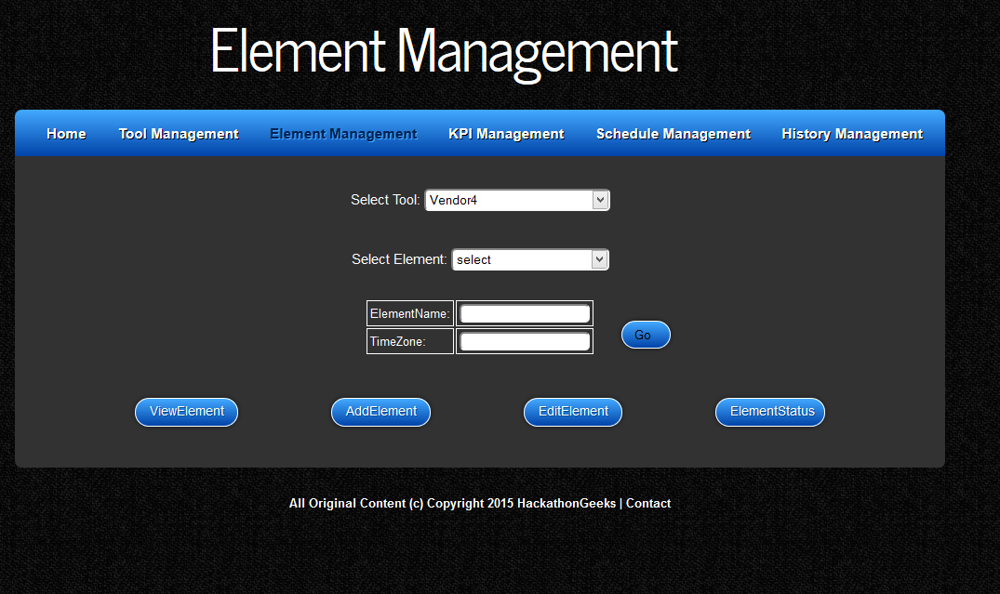 Element Management
Home Tool Management Element Management KPI Management Schedule Management History Management
Select Tool: Vendor4
Select Element: select
ElementName:
Go
TimeZone:
ViewElement AddElement EditElement ElementStatus
All Original Content (c) Copyright 2015 HackathonGeeks | Contact